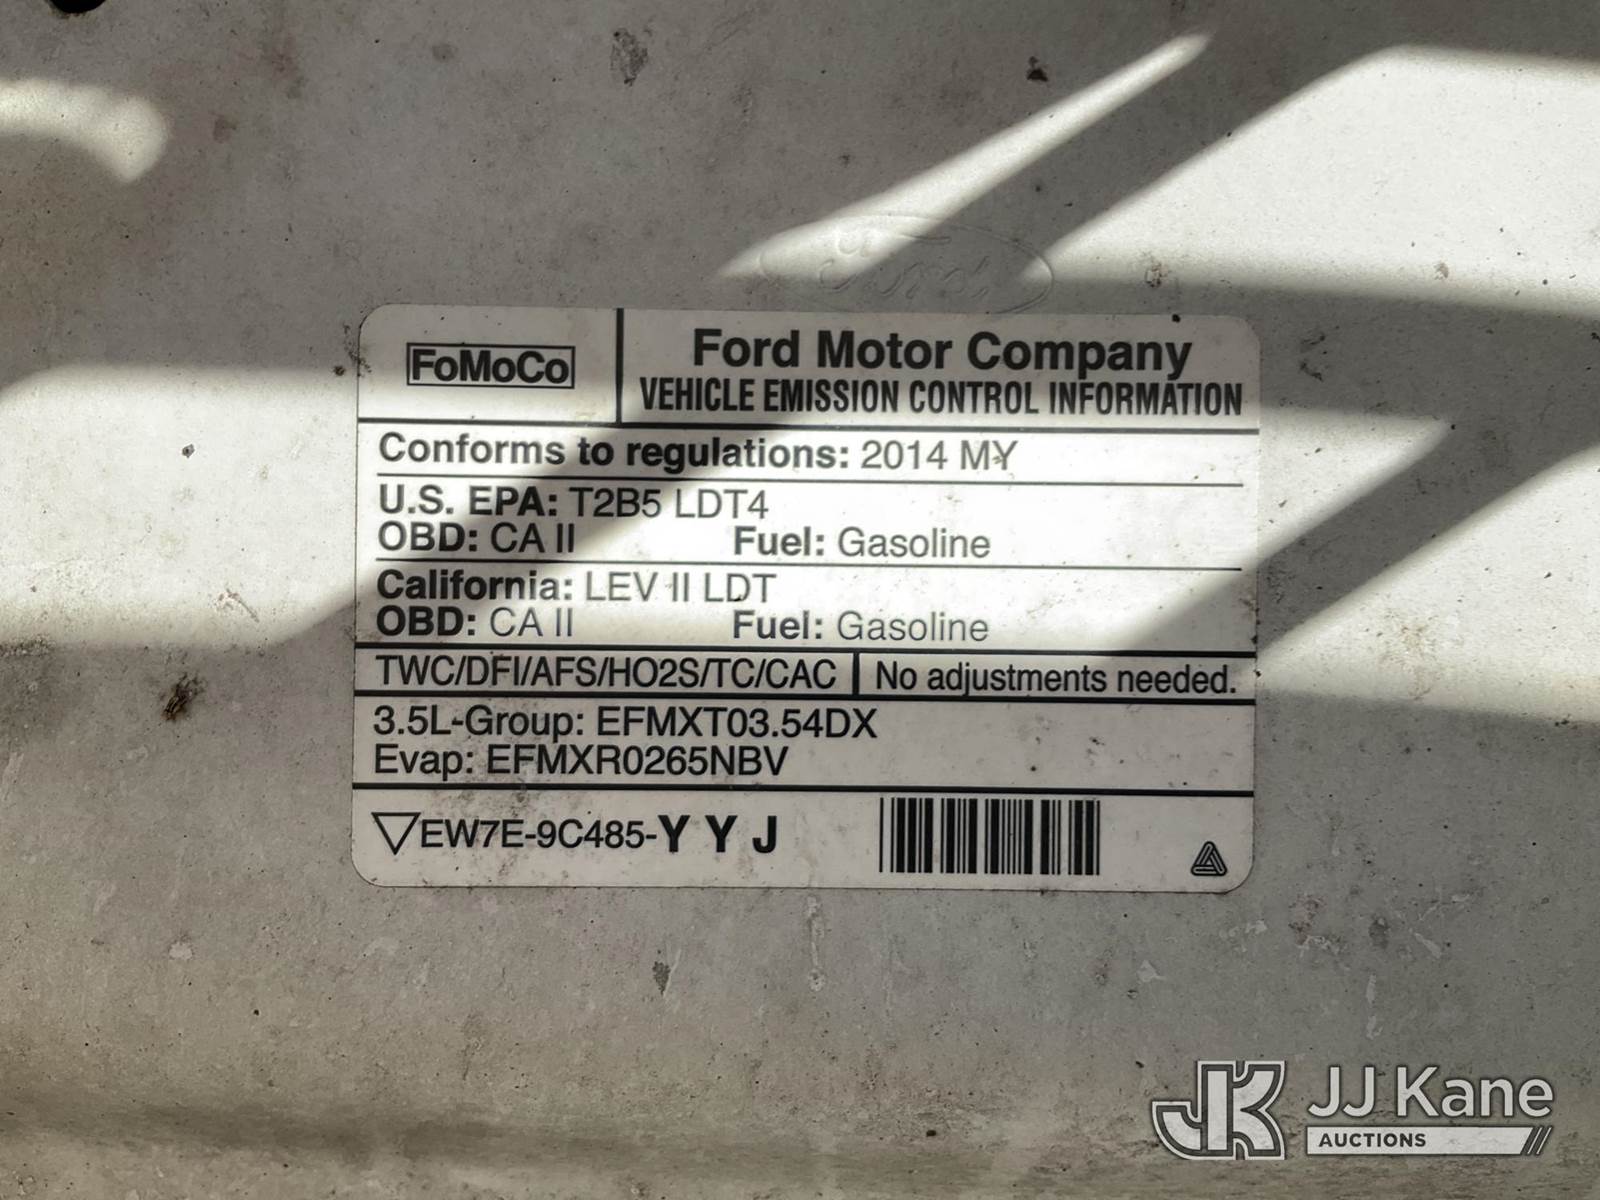 Ford
FoMoCo
Ford Motor Company
VEHICLE EMISSION CONTROL INFORMATION
Conforms to regulations: 2014 MY
U.S. EPA: T2B5 LDT4
OBD: CA II Fuel: Gasoline
California: LEV II LDT
OBD: CA II Fuel: Gasoline
TWC/DFI/AFS/HO2S/TC/CAC No adjustments needed.
3.5L-Group: EFMXT03.54DX
Evap: EFMXR0265NBV
EW7E-9C485-Y Y J
JK JJ Kane
AUCTIONS